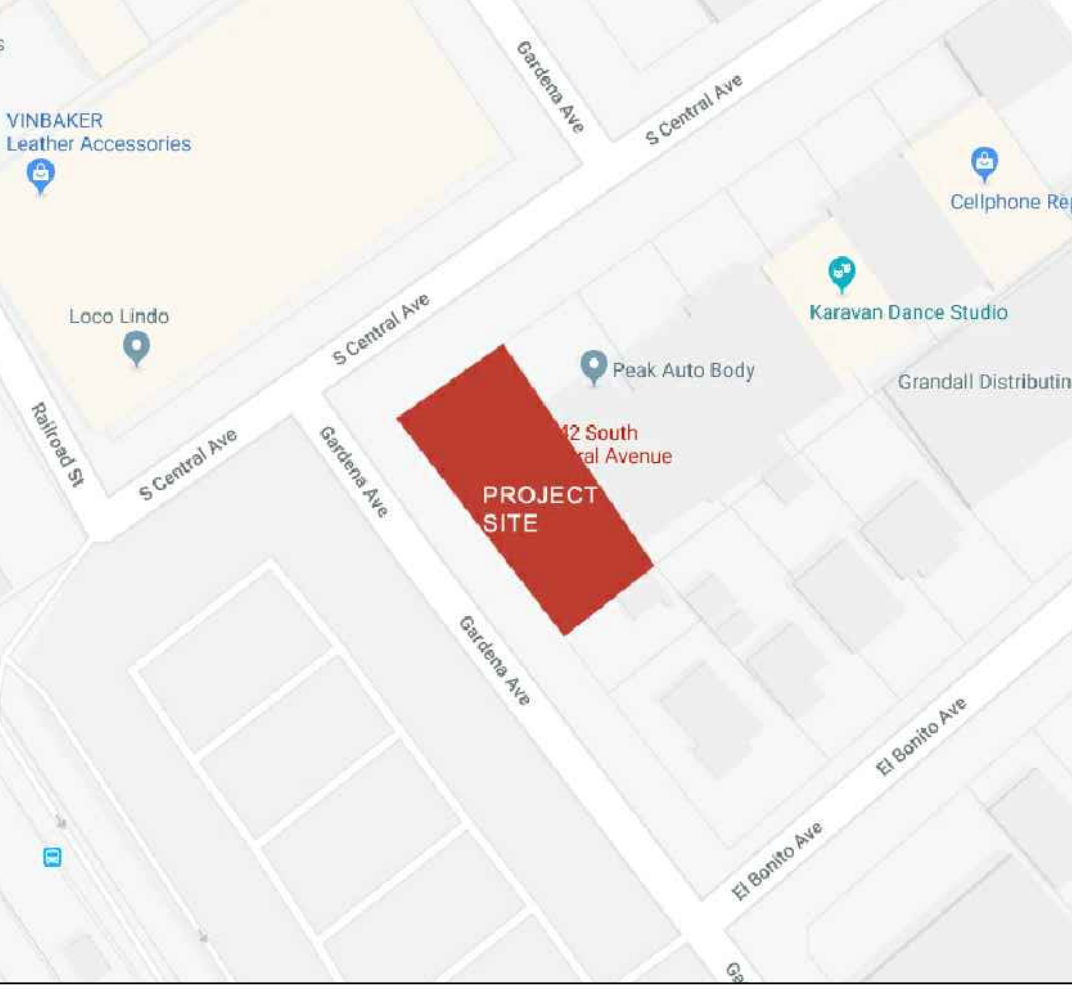 s
Gardena Ave
S Central Ave
VINBAKER
Leather Accessories
Cellphone Rep
Loco Lindo
S Central Ave
Karavan Dance Studio
Peak Auto Body
Grandall Distributin
Railroad St
S Central Ave
Gardena Ave
42 South
ral Avenue
PROJECT
SITE
Gardena Ave
El Bonito Ave
El Bonito Ave
Ga